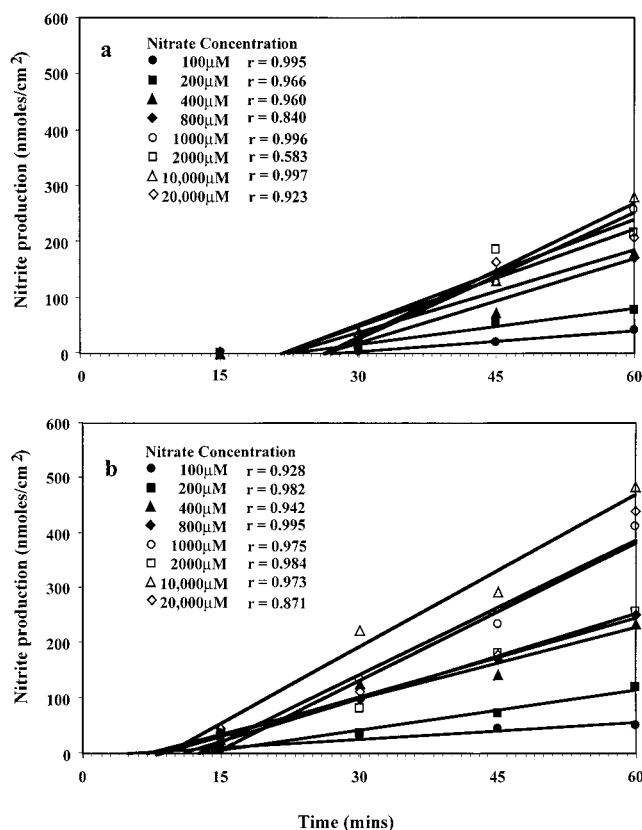 a
Nitrate Concentration
100μM r = 0.995
200μM r = 0.966
400μM r = 0.960
800μM r = 0.840
1000μM r = 0.996
2000μM r = 0.583
10,000μM r = 0.997
20,000μM r = 0.923
Nitrite production (nmoles/cm²)
600
500
400
300
200
100
0
0 15 30 45 60
b
Nitrate Concentration
100μM r = 0.928
200μM r = 0.982
400μM r = 0.942
800μM r = 0.995
1000μM r = 0.975
2000μM r = 0.984
10,000μM r = 0.973
20,000μM r = 0.871
Nitrite production (nmoles/cm²)
600
500
400
300
200
100
0
0 15 30 45 60
Time (mins)